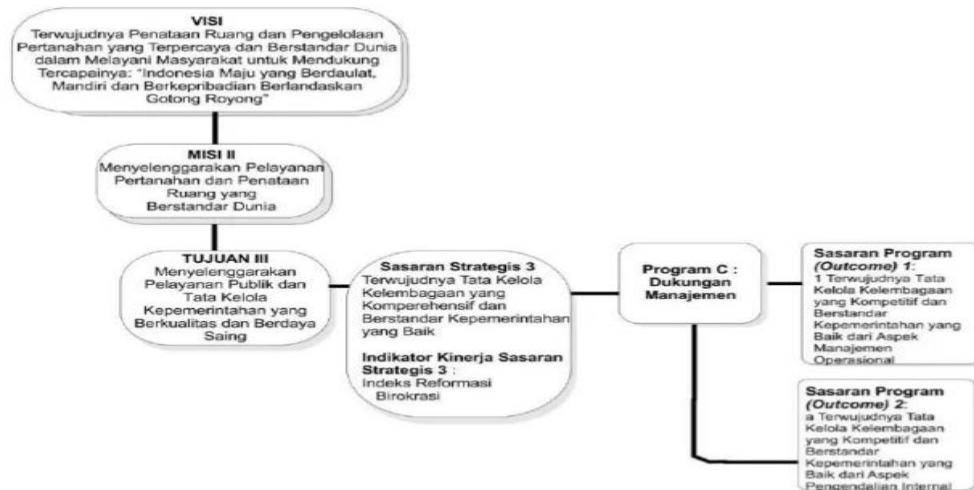 VISI
Terwujudnya Penataan Ruang dan Pengelolaan
Pertanahan yang Terpercaya dan Berstandar Dunia
dalam Melayani Masyarakat untuk Mendukung
Tercapainya: "Indonesia Maju yang Berdaulat,
Mandiri dan Berkepribadian Berlandaskan
Gotong Royong"
MISI II
Menyelenggarakan Pelayanan
Pertanahan dan Penataan
Ruang yang
Berstandar Dunia
TUJUAN III
Menyelenggarakan
Pelayanan Publik dan
Tata Kelola
Kepemerintahan yang
Berkualitas dan Berdaya
Saing
Sasaran Strategis 3
Terwujudnya Tata Kelola
Kelembagaan yang
Komperehensif dan
Berstandar Kepemerintahan
yang Baik
Indikator Kinerja Sasaran
Strategis 3 :
Indeks Reformasi
Birokrasi
Program C :
Dukungan
Manajemen
Sasaran Program
(Outcome) 1:
1 Terwujudnya Tata
Kelola Kelembagaan
yang Kompetitif dan
Berstandar
Kepemerintahan yang
Baik dari Aspek
Manajemen
Operasional
Sasaran Program
(Outcome) 2:
a Terwujudnya Tata
Kelola Kelembagaan
yang Kompetitif dan
Berstandar
Kepemerintahan yang
Baik dari Aspek
Pengendalian Internal